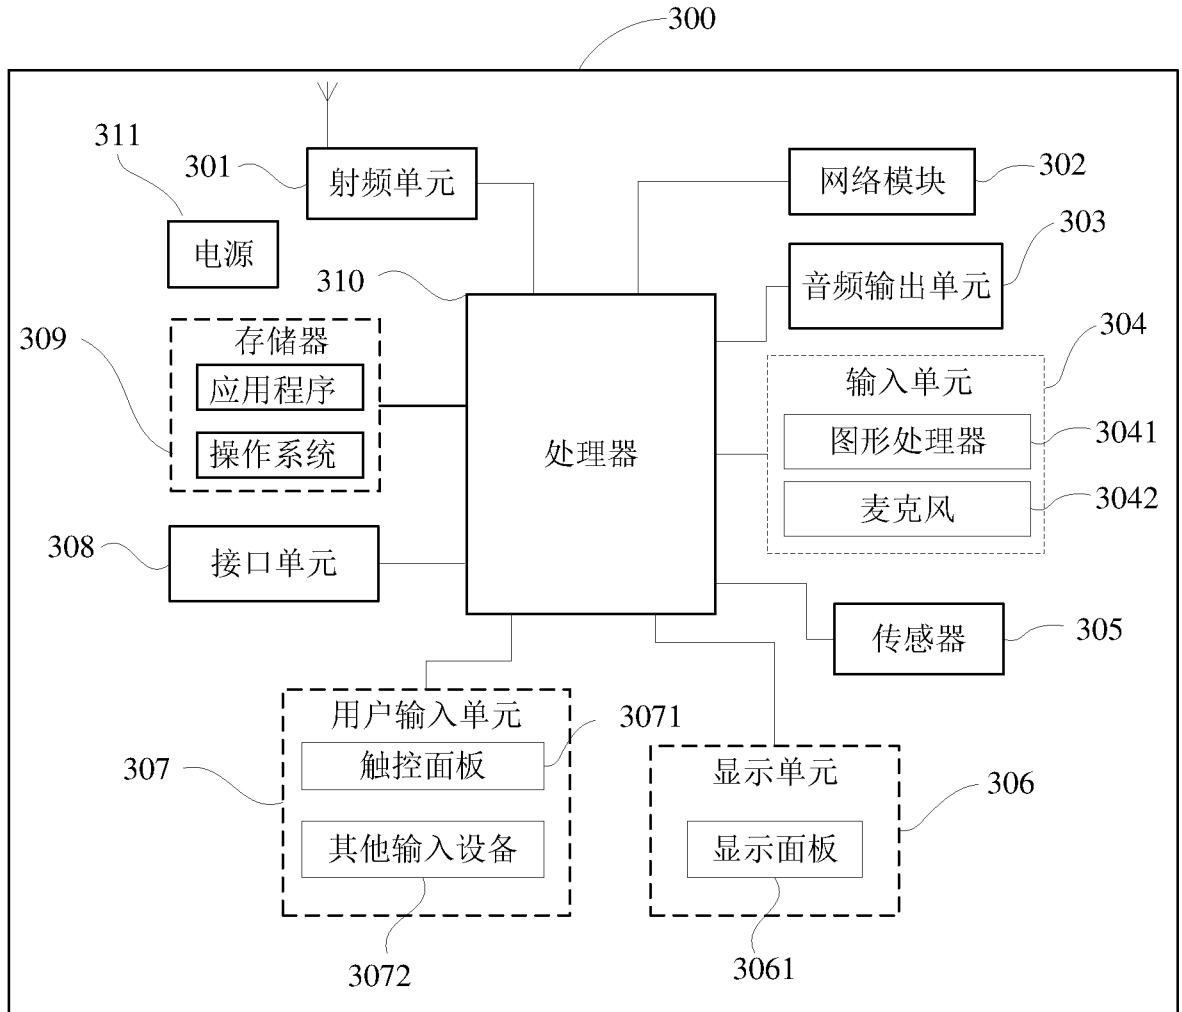 300
311
301
射频单元
网络模块
302
电源
310
音频输出单元
303
309
存储器
应用程序
操作系统
处理器
304
输入单元
图形处理器
3041
麦克风
3042
308
接口单元
传感器
305
用户输入单元
3071
307
触控面板
其他输入设备
3072
显示单元
306
显示面板
3061